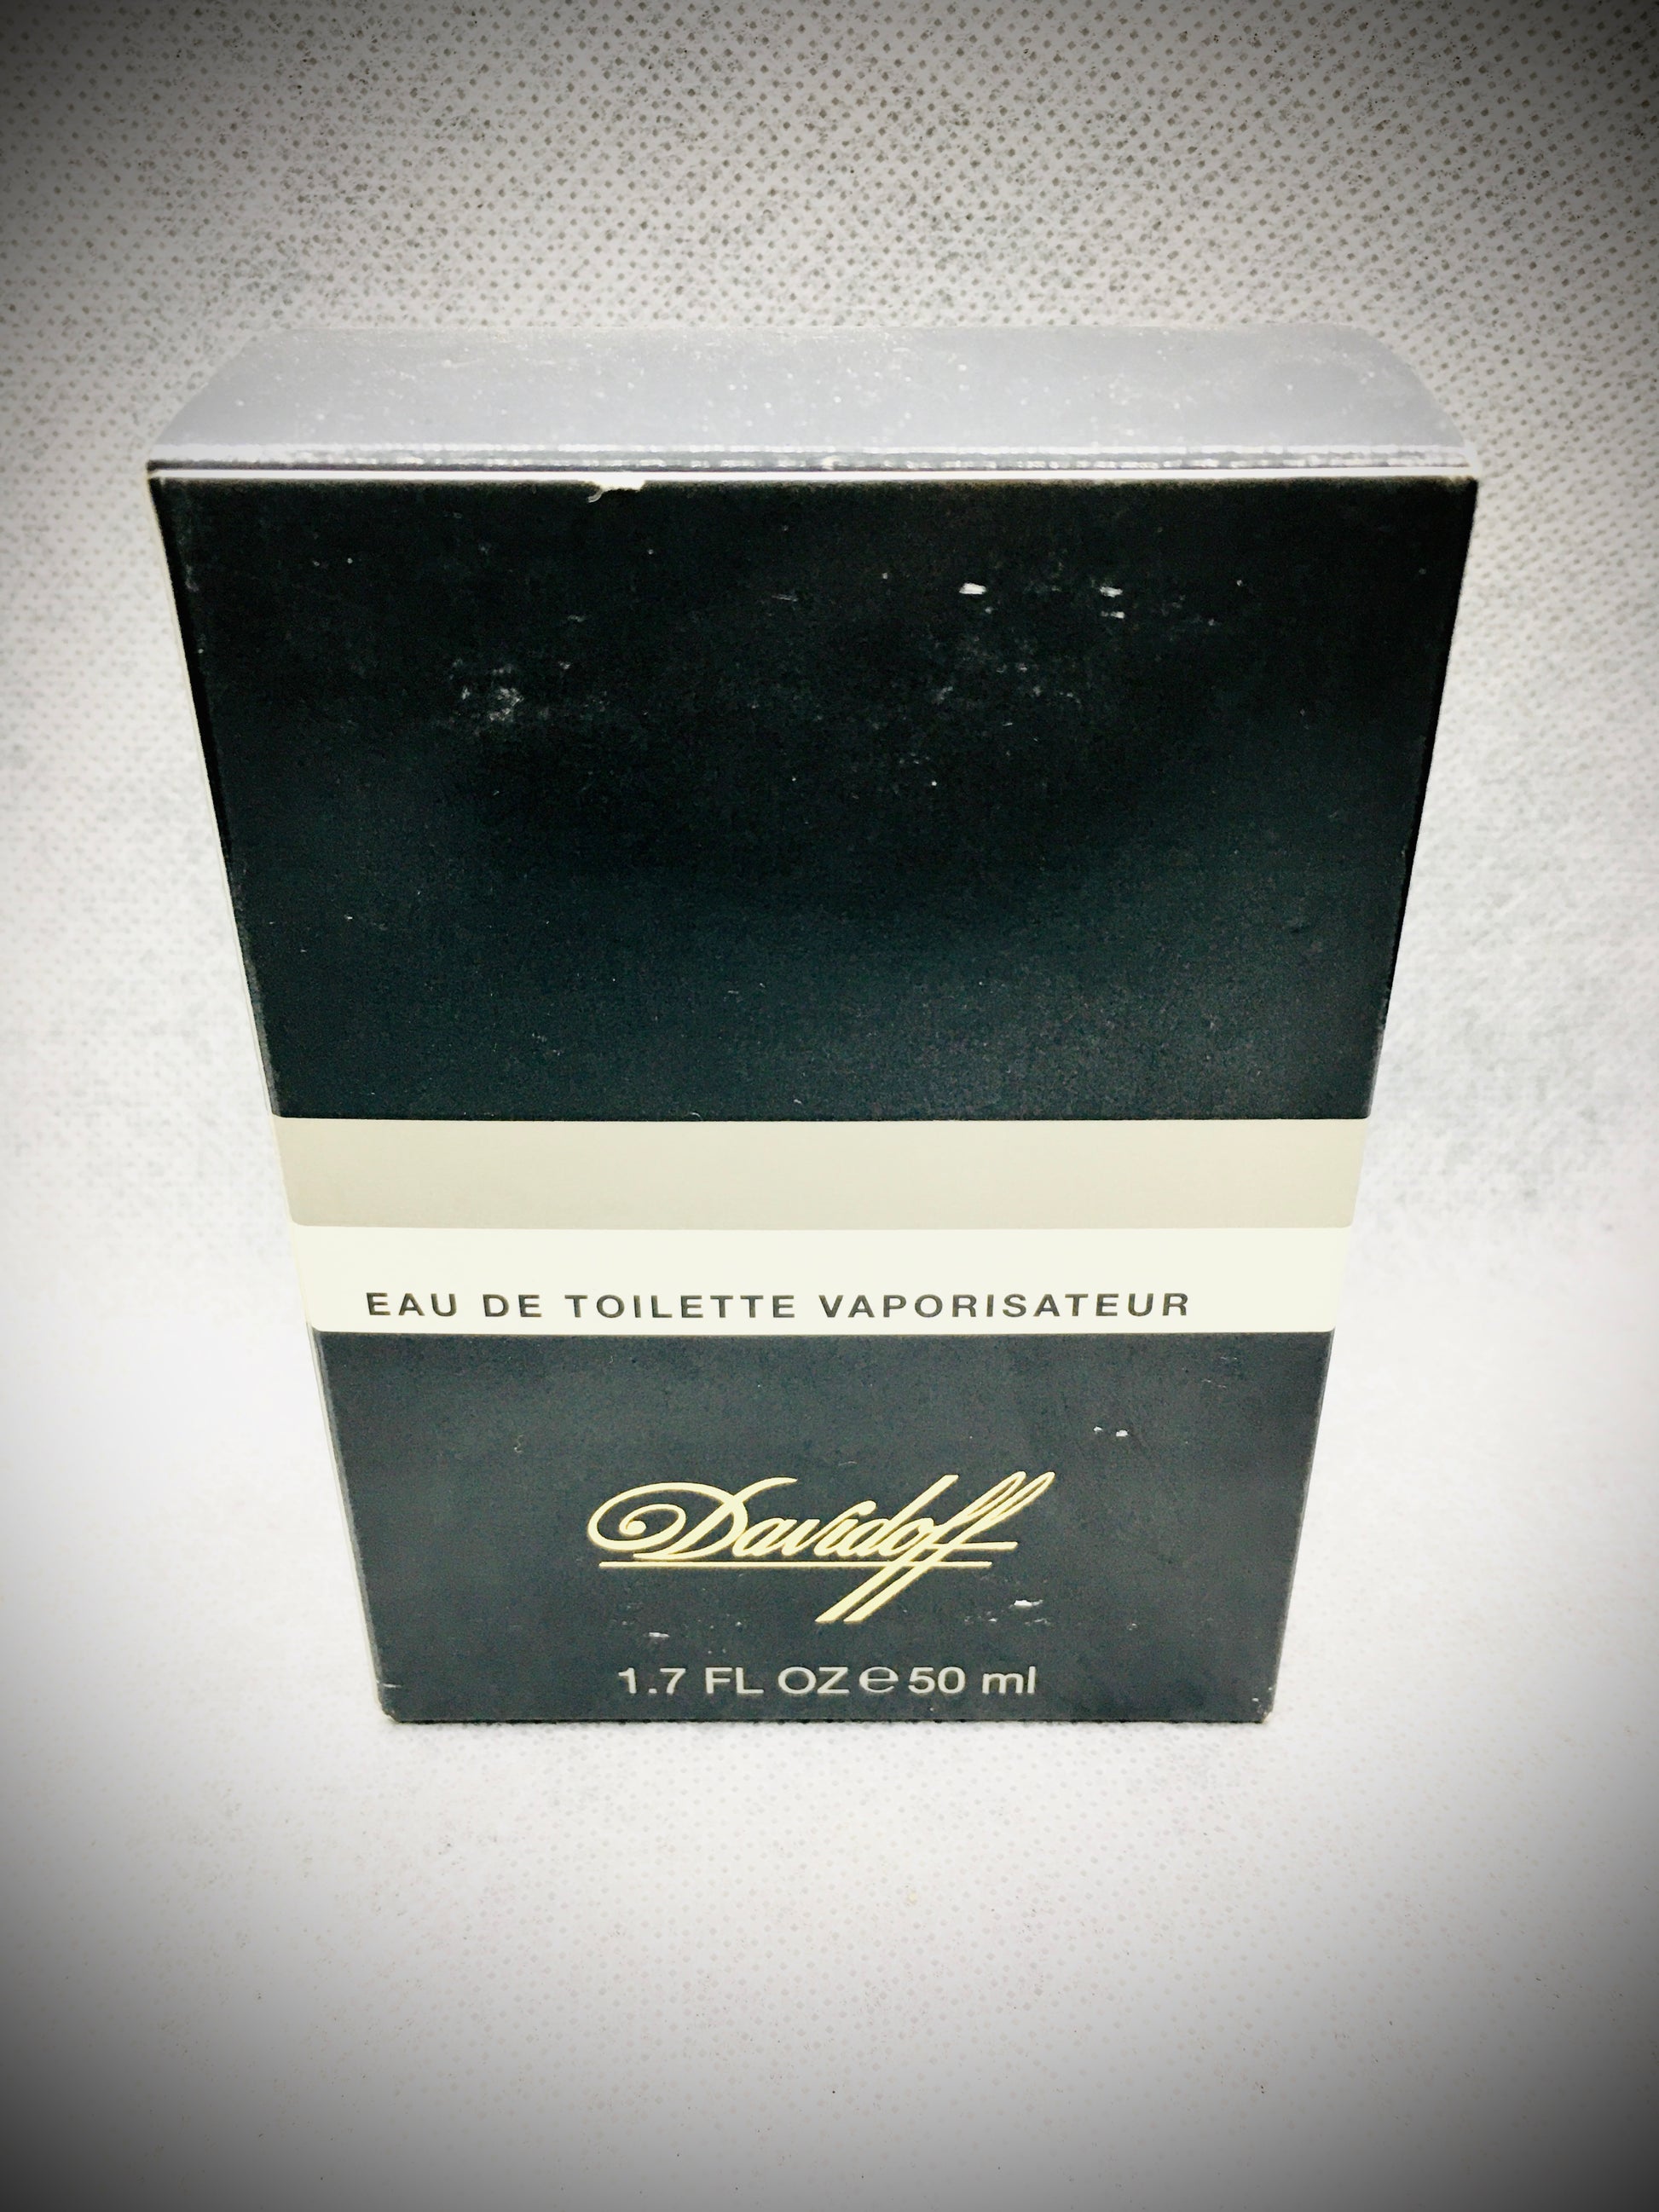 EAU DE TOILETTE VAPORISATEUR
Davidoff
1.7 FL OZ ℮ 50 ml